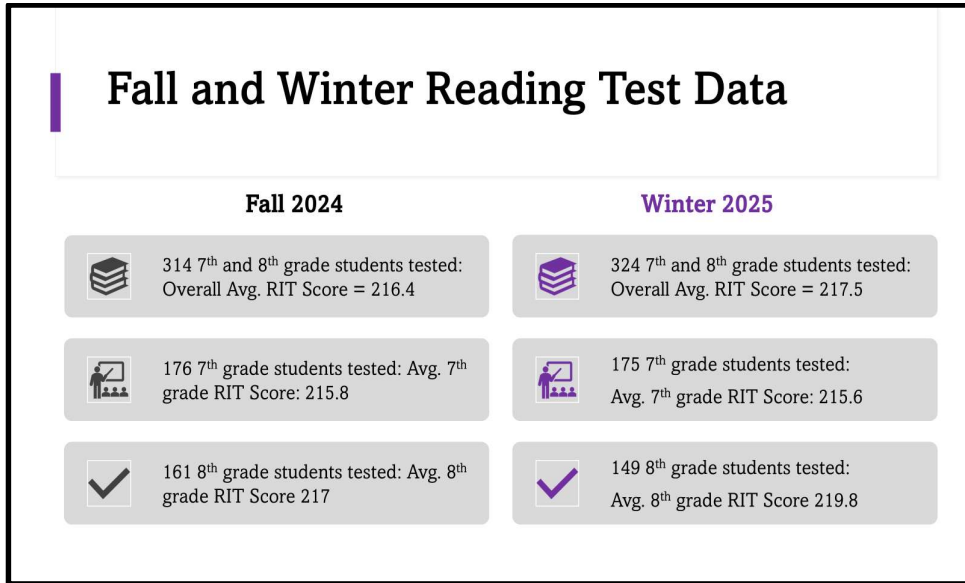 Fall and Winter Reading Test Data
Fall 2024
314 7th and 8th grade students tested:
Overall Avg. RIT Score = 216.4
176 7th grade students tested: Avg. 7th
grade RIT Score: 215.8
161 8th grade students tested: Avg. 8th
grade RIT Score 217
Winter 2025
324 7th and 8th grade students tested:
Overall Avg. RIT Score = 217.5
175 7th grade students tested:
Avg. 7th grade RIT Score: 215.6
149 8th grade students tested:
Avg. 8th grade RIT Score 219.8